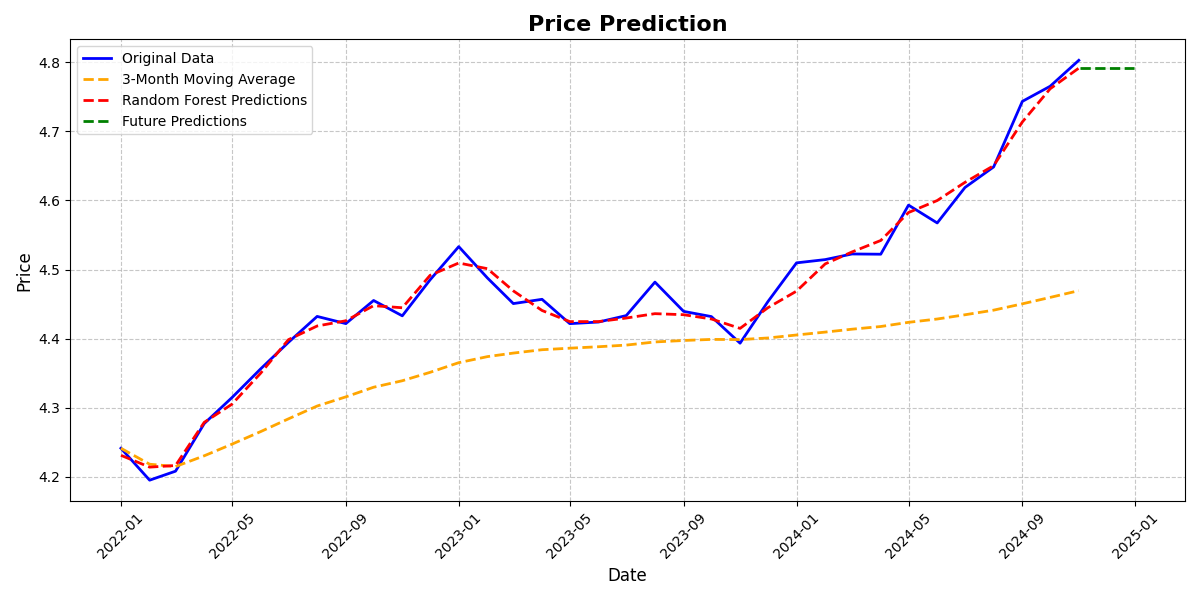 Price Prediction
Original Data
3-Month Moving Average
Random Forest Predictions
Future Predictions
Price
4.8
4.7
4.6
4.5
4.4
4.3
4.2
2022-01
2022-05
2022-09
2023-01
2023-05
2023-09
2024-01
2024-05
2024-09
2025-01
Date